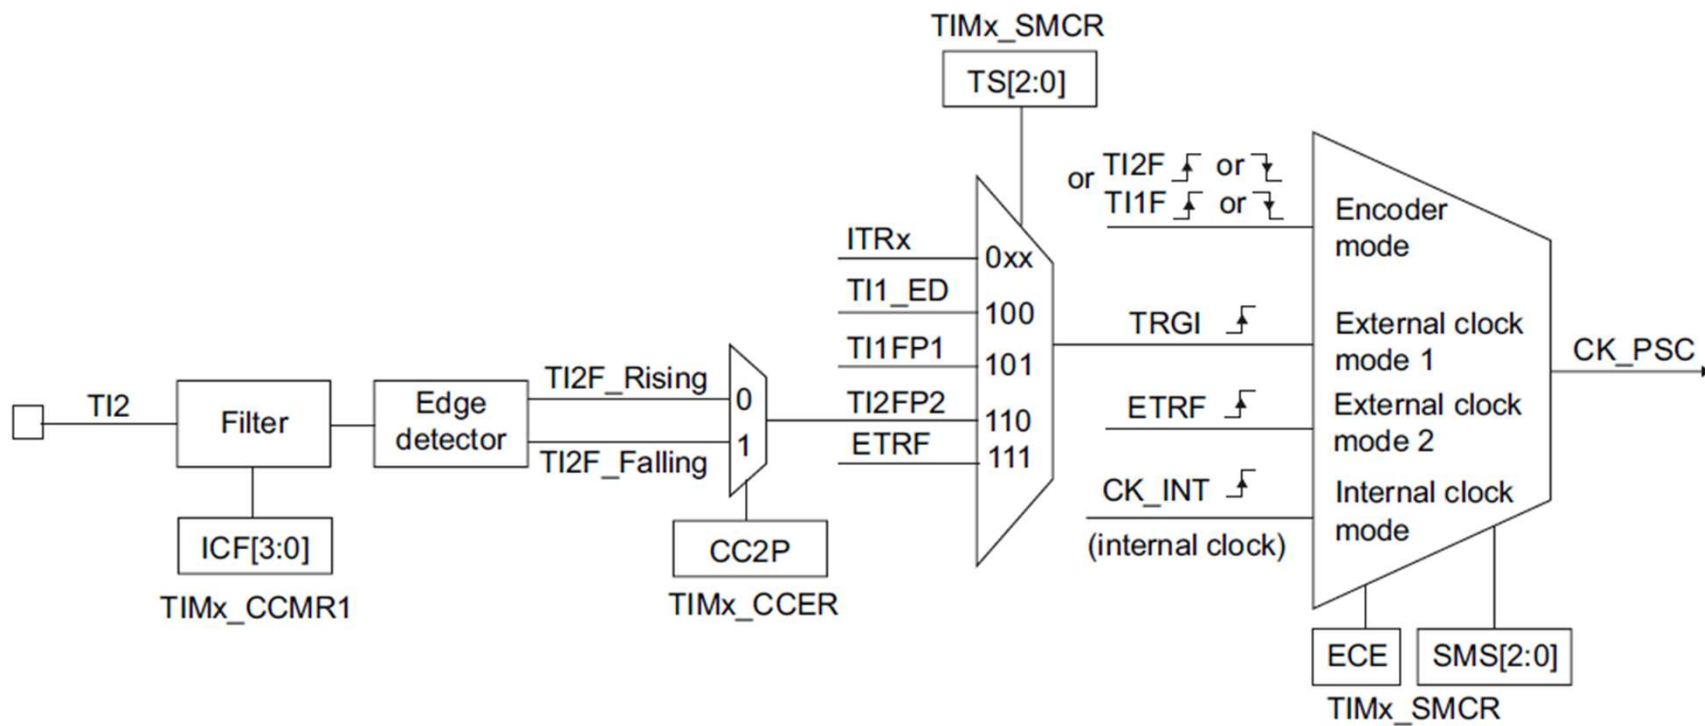 TIMx_SMCR
TS[2:0]
or TI2F or
TI1F or
Encoder
mode
ITRx
0xx
TI1_ED
100
TRGI
External clock
mode 1
TI1FP1
101
CK_PSC
TI2F_Rising
0
TI2FP2
110
ETRF
External clock
mode 2
TI2
Filter
Edge
detector
1
TI2F_Falling
ETRF
111
CK_INT
(internal clock)
Internal clock
mode
ICF[3:0]
TIMx_CCMR1
CC2P
TIMx_CCER
ECE
SMS[2:0]
TIMx_SMCR